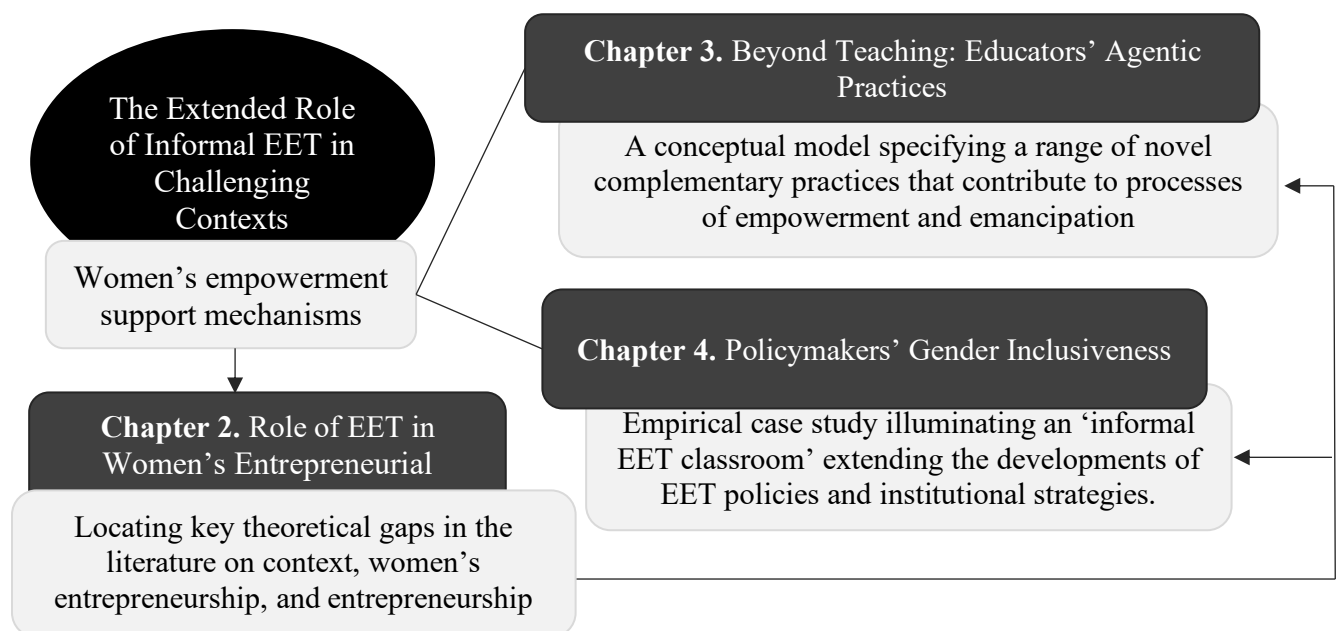 The Extended Role
of Informal EET in
Challenging
Contexts
Women’s empowerment
support mechanisms
Chapter 2. Role of EET in
Women’s Entrepreneurial
Locating key theoretical gaps in the
literature on context, women’s
entrepreneurship, and entrepreneurship
Chapter 3. Beyond Teaching: Educators’ Agentic
Practices
A conceptual model specifying a range of novel
complementary practices that contribute to processes
of empowerment and emancipation
Chapter 4. Policymakers’ Gender Inclusiveness
Empirical case study illuminating an ‘informal
EET classroom’ extending the developments of
EET policies and institutional strategies.